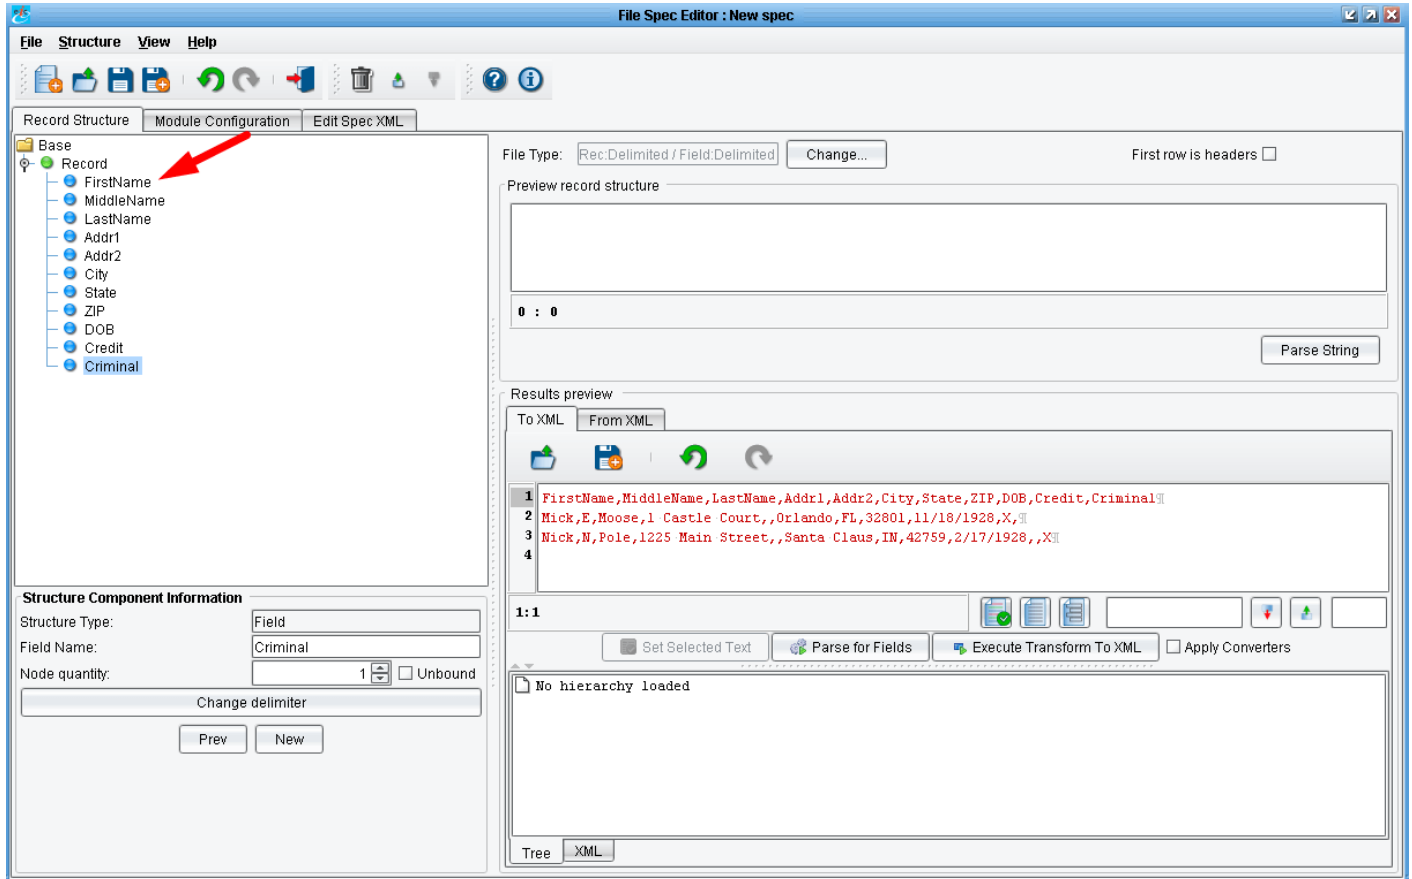 File Spec Editor : New spec
File Structure View Help
Record Structure Module Configuration Edit Spec XML
Base
Record
FirstName
MiddleName
LastName
Addr1
Addr2
City
State
ZIP
DOB
Credit
Criminal
Structure Component Information
Structure Type: Field
Field Name: Criminal
Node quantity: 1 Unbound
Change delimiter
Prev New
File Type: Rec:Delimited / Field:Delimited Change... First row is headers
Preview record structure
0 : 0
Parse String
Results preview
To XML From XML
1 FirstName,MiddleName,LastName,Addr1,Addr2,City,State,ZIP,DOB,Credit,Criminal¶
2 Mick,E,Moose,1 Castle Court,,Orlando,FL,32801,11/18/1928,X,¶
3 Nick,N,Pole,1225 Main Street,,Santa Claus,IN,42759,2/17/1928,,X¶
4
1:1
Set Selected Text Parse for Fields Execute Transform To XML Apply Converters
No hierarchy loaded
Tree XML